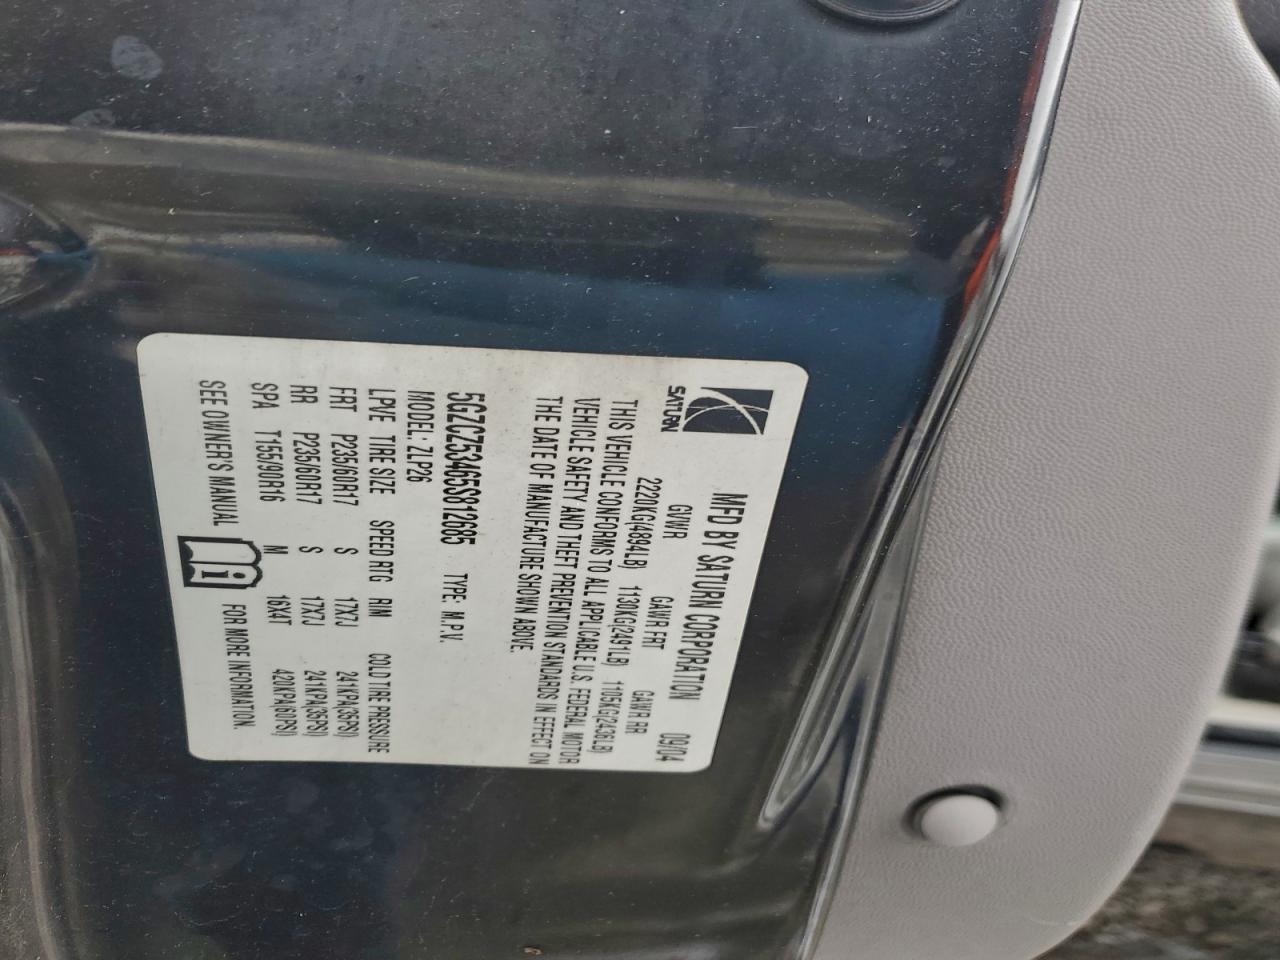 SATURN
MFD BY SATURN CORPORATION 09/04
GVWR GAWR FRT GAWR RR
2220KG(4894LB) 1130KG(2491LB) 1105KG(2436LB)
THIS VEHICLE CONFORMS TO ALL APPLICABLE U.S. FEDERAL MOTOR
VEHICLE SAFETY AND THEFT PREVENTION STANDARDS IN EFFECT ON
THE DATE OF MANUFACTURE SHOWN ABOVE.
5GZCZ53465S812685 TYPE: M.P.V.
MODEL: ZLP26
LPVE TIRE SIZE SPEED RTG RIM COLD TIRE PRESSURE
FRT P235/60R17 S 17X7J 241KPA(35PSI)
RR P235/60R17 S 17X7J 241KPA(35PSI)
SPA T155/90R16 M 16X4T 420KPA(60PSI)
SEE OWNER'S MANUAL i FOR MORE INFORMATION.